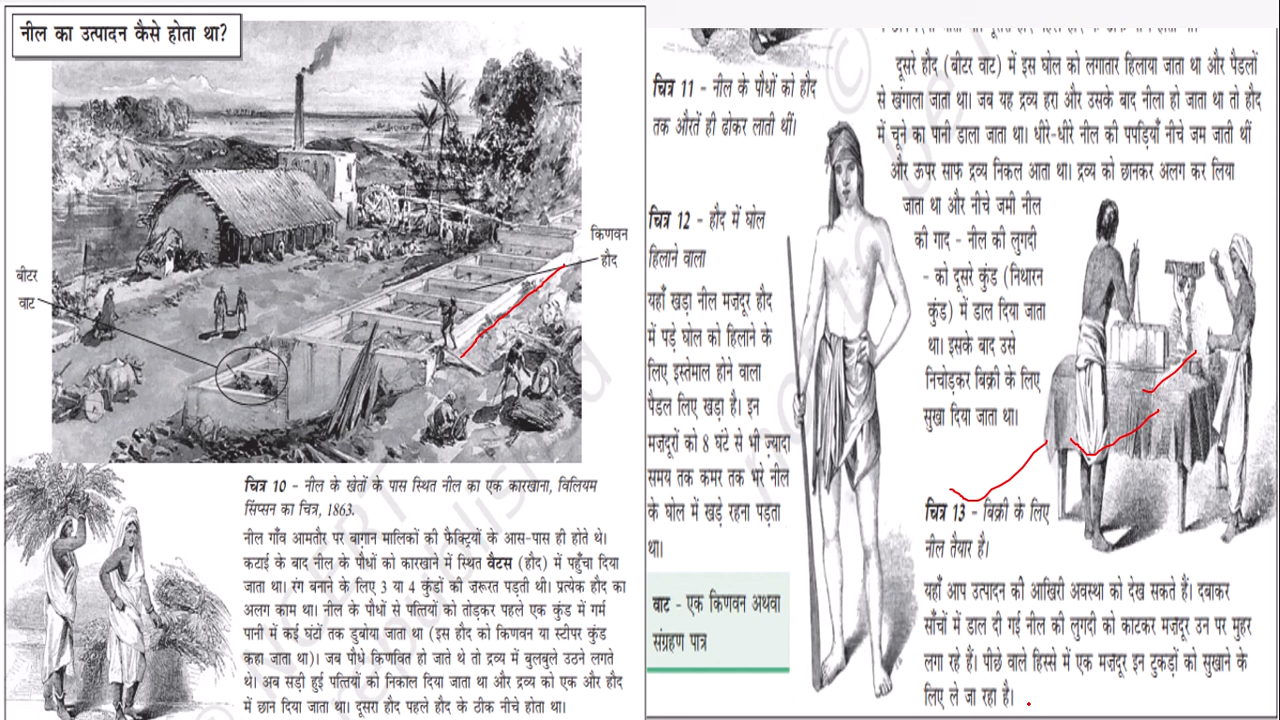 नील का उत्पादन कैसे होता था?
किणवन
हौद
बीटर
वाट
चित्र 10 - नील के खेतों के पास स्थित नील का एक कारखाना, विलियम
सिंप्सन का चित्र, 1863.
नील गाँव आमतौर पर बागान मालिकों की फैक्ट्रियों के आस-पास ही होते थे।
कटाई के बाद नील के पौधों को कारखाने में स्थित वैटस (हौद) में पहुँचा दिया
जाता था। रंग बनाने के लिए 3 या 4 कुंडों की ज़रूरत पड़ती थी। प्रत्येक हौद का
अलग काम था। नील के पौधों से पत्तियों को तोड़कर पहले एक कुंड में गर्म
पानी में कई घंटों तक डुबोया जाता था (इस हौद को किणवन या स्टीपर कुंड
कहा जाता था)। जब पौधे किणवित हो जाते थे तो द्रव्य में बुलबुले उठने लगते
थे। अब सड़ी हुई पत्तियों को निकाल दिया जाता था और द्रव्य को एक और हौद
में छान दिया जाता था। दूसरा हौद पहले हौद के ठीक नीचे होता था।
चित्र 11 - नील के पौधों को हौद
तक औरतें ही ढोकर लाती थीं।
चित्र 12 - हौद में घोल
हिलाने वाला
यहाँ खड़ा नील मज़दूर हौद
में पड़े घोल को हिलाने के
लिए इस्तेमाल होने वाला
पैडल लिए खड़ा है। इन
मज़दूरों को 8 घंटे से भी ज़्यादा
समय तक कमर तक भरे नील
के घोल में खड़े रहना पड़ता
था।
वाट - एक किणवन अथवा
संग्रहण पात्र
दूसरे हौद (बीटर वाट) में इस घोल को लगातार हिलाया जाता था और पैडलों
से खंगाला जाता था। जब यह द्रव्य हरा और उसके बाद नीला हो जाता था तो हौद
में चूने का पानी डाला जाता था। धीरे-धीरे नील की पपड़ियाँ नीचे जम जाती थीं
और ऊपर साफ द्रव्य निकल आता था। द्रव्य को छानकर अलग कर लिया
जाता था और नीचे जमी नील
की गाद - नील की लुगदी
- को दूसरे कुंड (निथारन
कुंड) में डाल दिया जाता
था। इसके बाद उसे
निचोड़कर बिक्री के लिए
सुखा दिया जाता था।
चित्र 13 - बिक्री के लिए
नील तैयार है।
यहाँ आप उत्पादन की आखिरी अवस्था को देख सकते हैं। दबाकर
साँचों में डाल दी गई नील की लुगदी को काटकर मज़दूर उन पर मुहर
लगा रहे हैं। पीछे वाले हिस्से में एक मज़दूर इन टुकड़ों को सुखाने के
लिए ले जा रहा है।